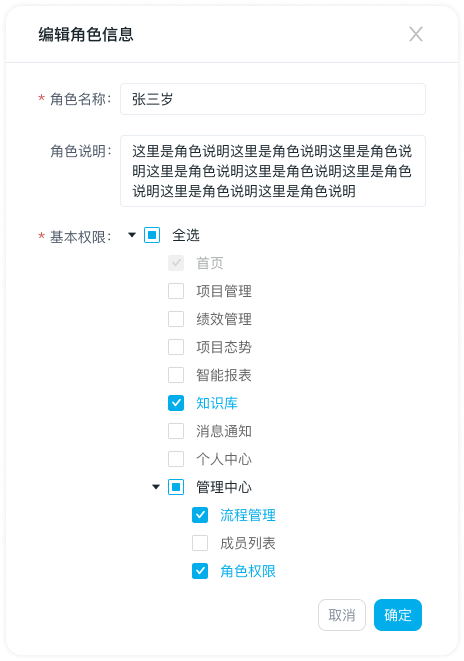 编辑角色信息
* 角色名称： 张三岁
角色说明： 这里是角色说明这里是角色说明这里是角色说
明这里是角色说明这里是角色说明这里是角色
说明这里是角色说明这里是角色说明
* 基本权限： 全选
首页
项目管理
绩效管理
项目态势
智能报表
知识库
消息通知
个人中心
管理中心
流程管理
成员列表
角色权限
取消 确定